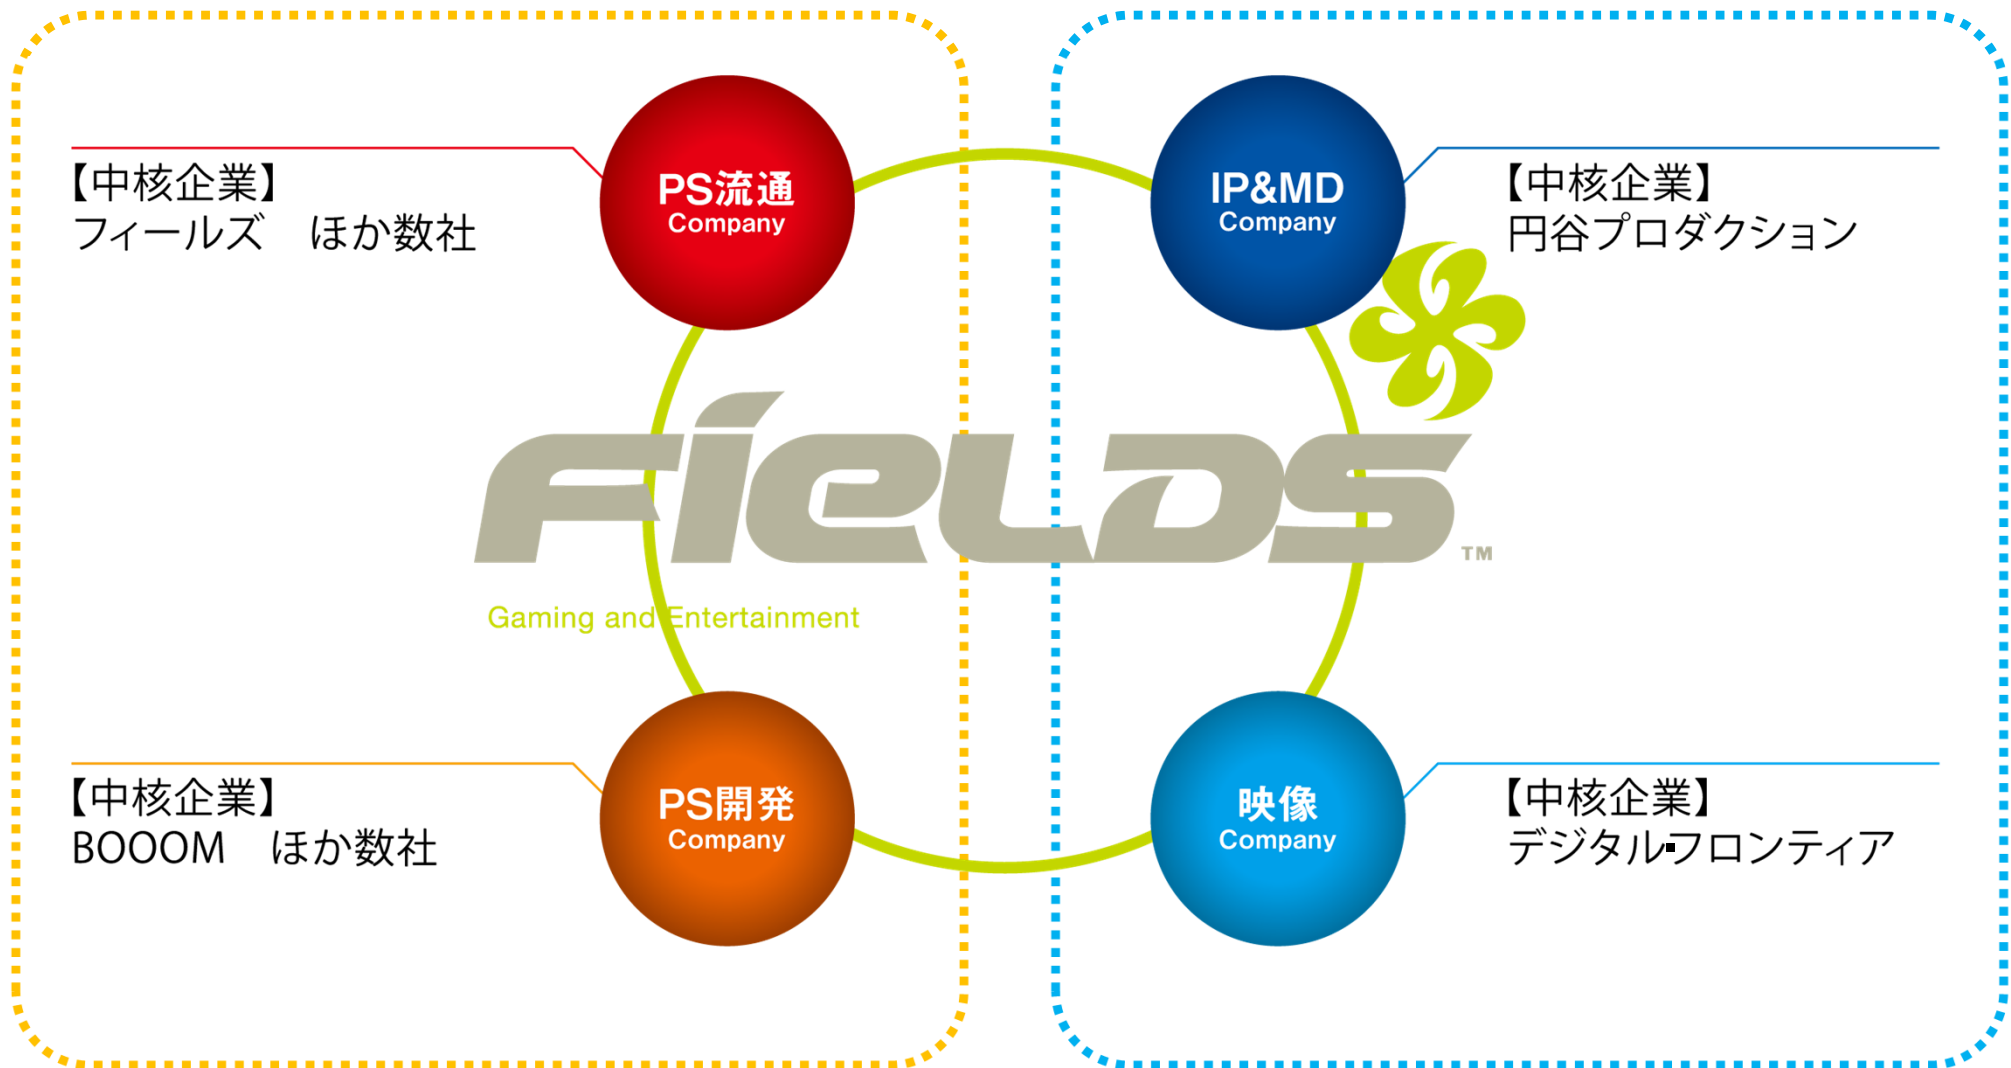 PS流通
Company
【中核企業】
フィールズ　ほか数社
IP&MD
Company
【中核企業】
円谷プロダクション
FieLDS™
Gaming and Entertainment
PS開発
Company
【中核企業】
BOOOM　ほか数社
映像
Company
【中核企業】
デジタル・フロンティア